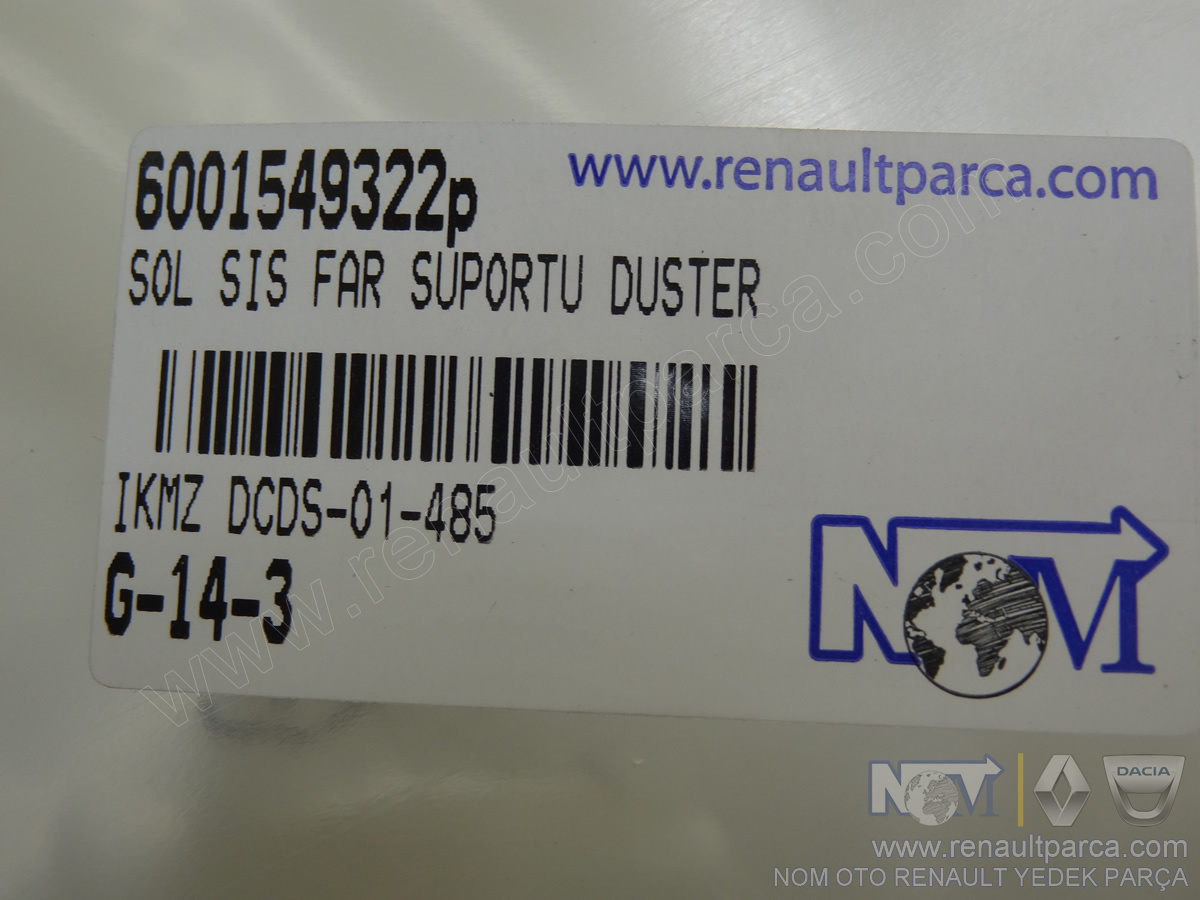 6001549322p
www.renaultparca.com
SOL SIS FAR SUPORTU DUSTER
IKMZ DCDS-01-485
G-14-3
NOM
www.renaultparca.com
NOM
DACIA
www.renaultparca.com
NOM OTO RENAULT YEDEK PARÇA